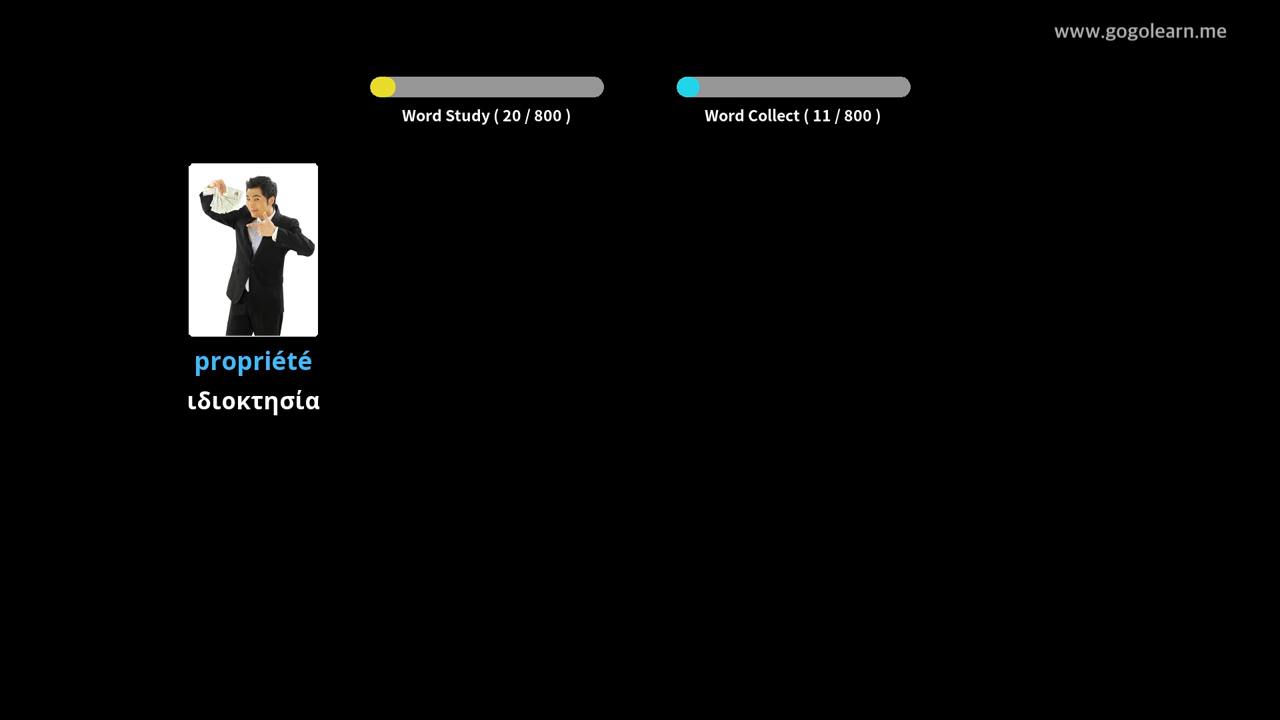 www.gogolearn.me
Word Study ( 20 / 800 )
Word Collect ( 11 / 800 )
propriété
ιδιοκτησία